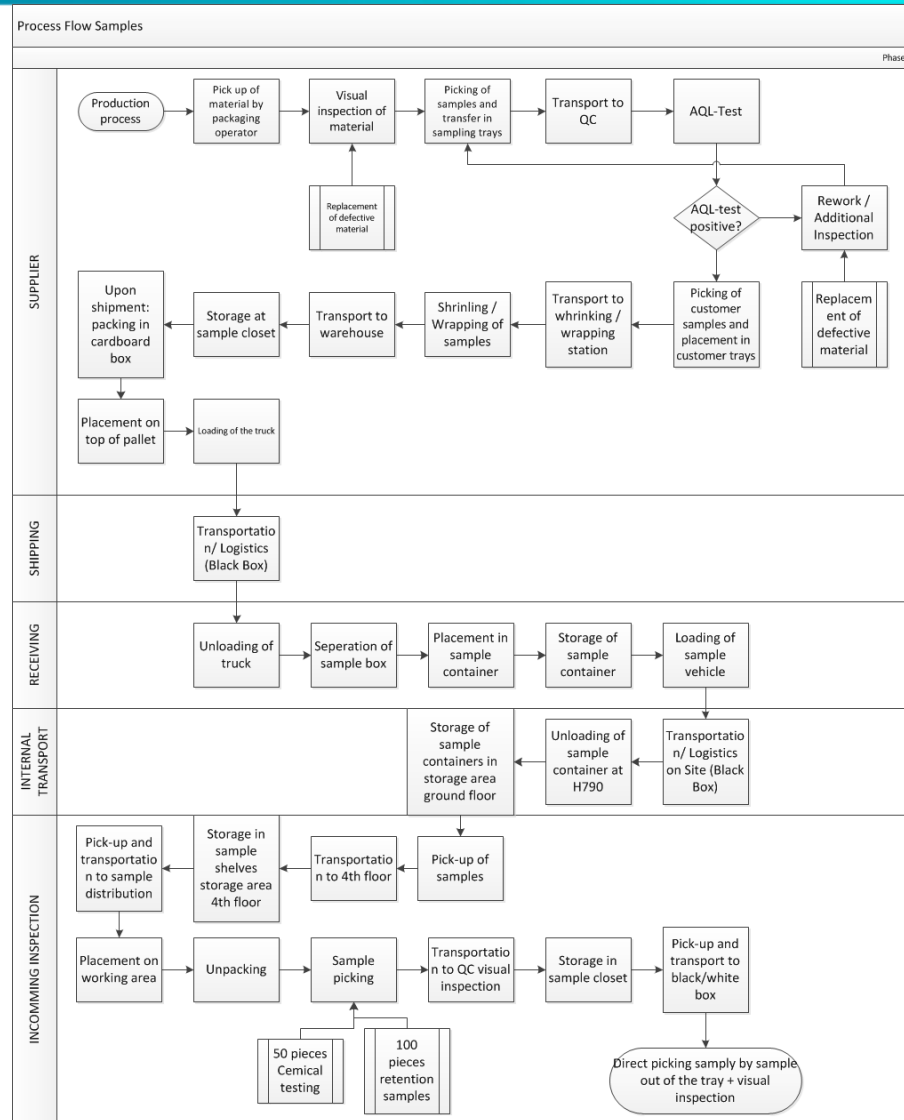 Process Flow Samples
Phase
SUPPLIER
Production
process
Pick up of
material by
packaging
operator
Visual
inspection of
material
Picking of
samples and
transfer in
sampling trays
Transport to
QC
AQL-Test
Replacement
of defective
material
AQL-test
positive?
Rework /
Additional
Inspection
Upon
shipment:
packing in
cardboard
box
Storage at
sample closet
Transport to
warehouse
Shrinling /
Wrapping of
samples
Transport to
whrinking /
wrapping
station
Picking of
customer
samples and
placement in
customer trays
Replacem
ent of
defective
material
Placement on
top of pallet
Loading of the truck
SHIPPING
Transportatio
n/ Logistics
(Black Box)
RECEIVING
Unloading of
truck
Seperation of
sample box
Placement in
sample
container
Storage of
sample
container
Loading of
sample
vehicle
INTERNAL
TRANSPORT
Storage of
sample
containers in
storage area
ground floor
Unloading of
sample
container at
H790
Transportatio
n/ Logistics
on Site (Black
Box)
INCOMMING INSPECTION
Pick-up and
transportatio
n to sample
distribution
Storage in
sample
shelves
storage area
4th floor
Transportatio
n to 4th floor
Pick-up of
samples
Placement on
working area
Unpacking
Sample
picking
Transportatio
n to QC visual
inspection
Storage in
sample closet
Pick-up and
transport to
black/white
box
50 pieces
Cemical
testing
100
pieces
retention
samples
Direct picking samply by sample
out of the tray + visual
inspection